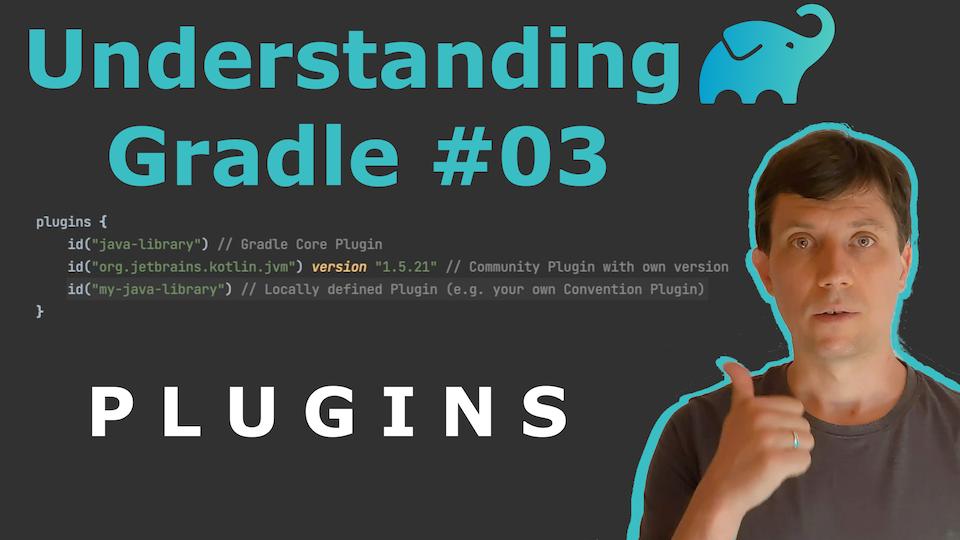 Understanding
Gradle #03
plugins {
    id("java-library") // Gradle Core Plugin
    id("org.jetbrains.kotlin.jvm") version "1.5.21" // Community Plugin with own version
    id("my-java-library") // Locally defined Plugin (e.g. your own Convention Plugin)
}
PLUGINS